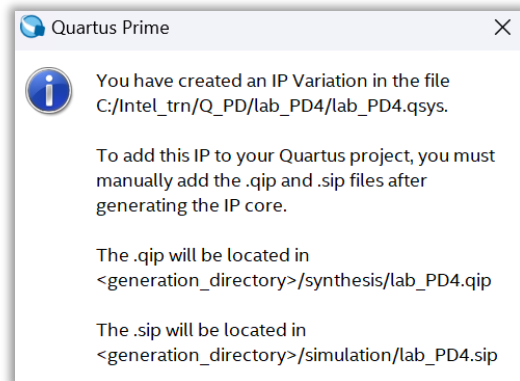 Quartus Prime
You have created an IP Variation in the file
C:/Intel_trn/Q_PD/lab_PD4/lab_PD4.qsys.
To add this IP to your Quartus project, you must
manually add the .qip and .sip files after
generating the IP core.
The .qip will be located in
<generation_directory>/synthesis/lab_PD4.qip
The .sip will be located in
<generation_directory>/simulation/lab_PD4.sip